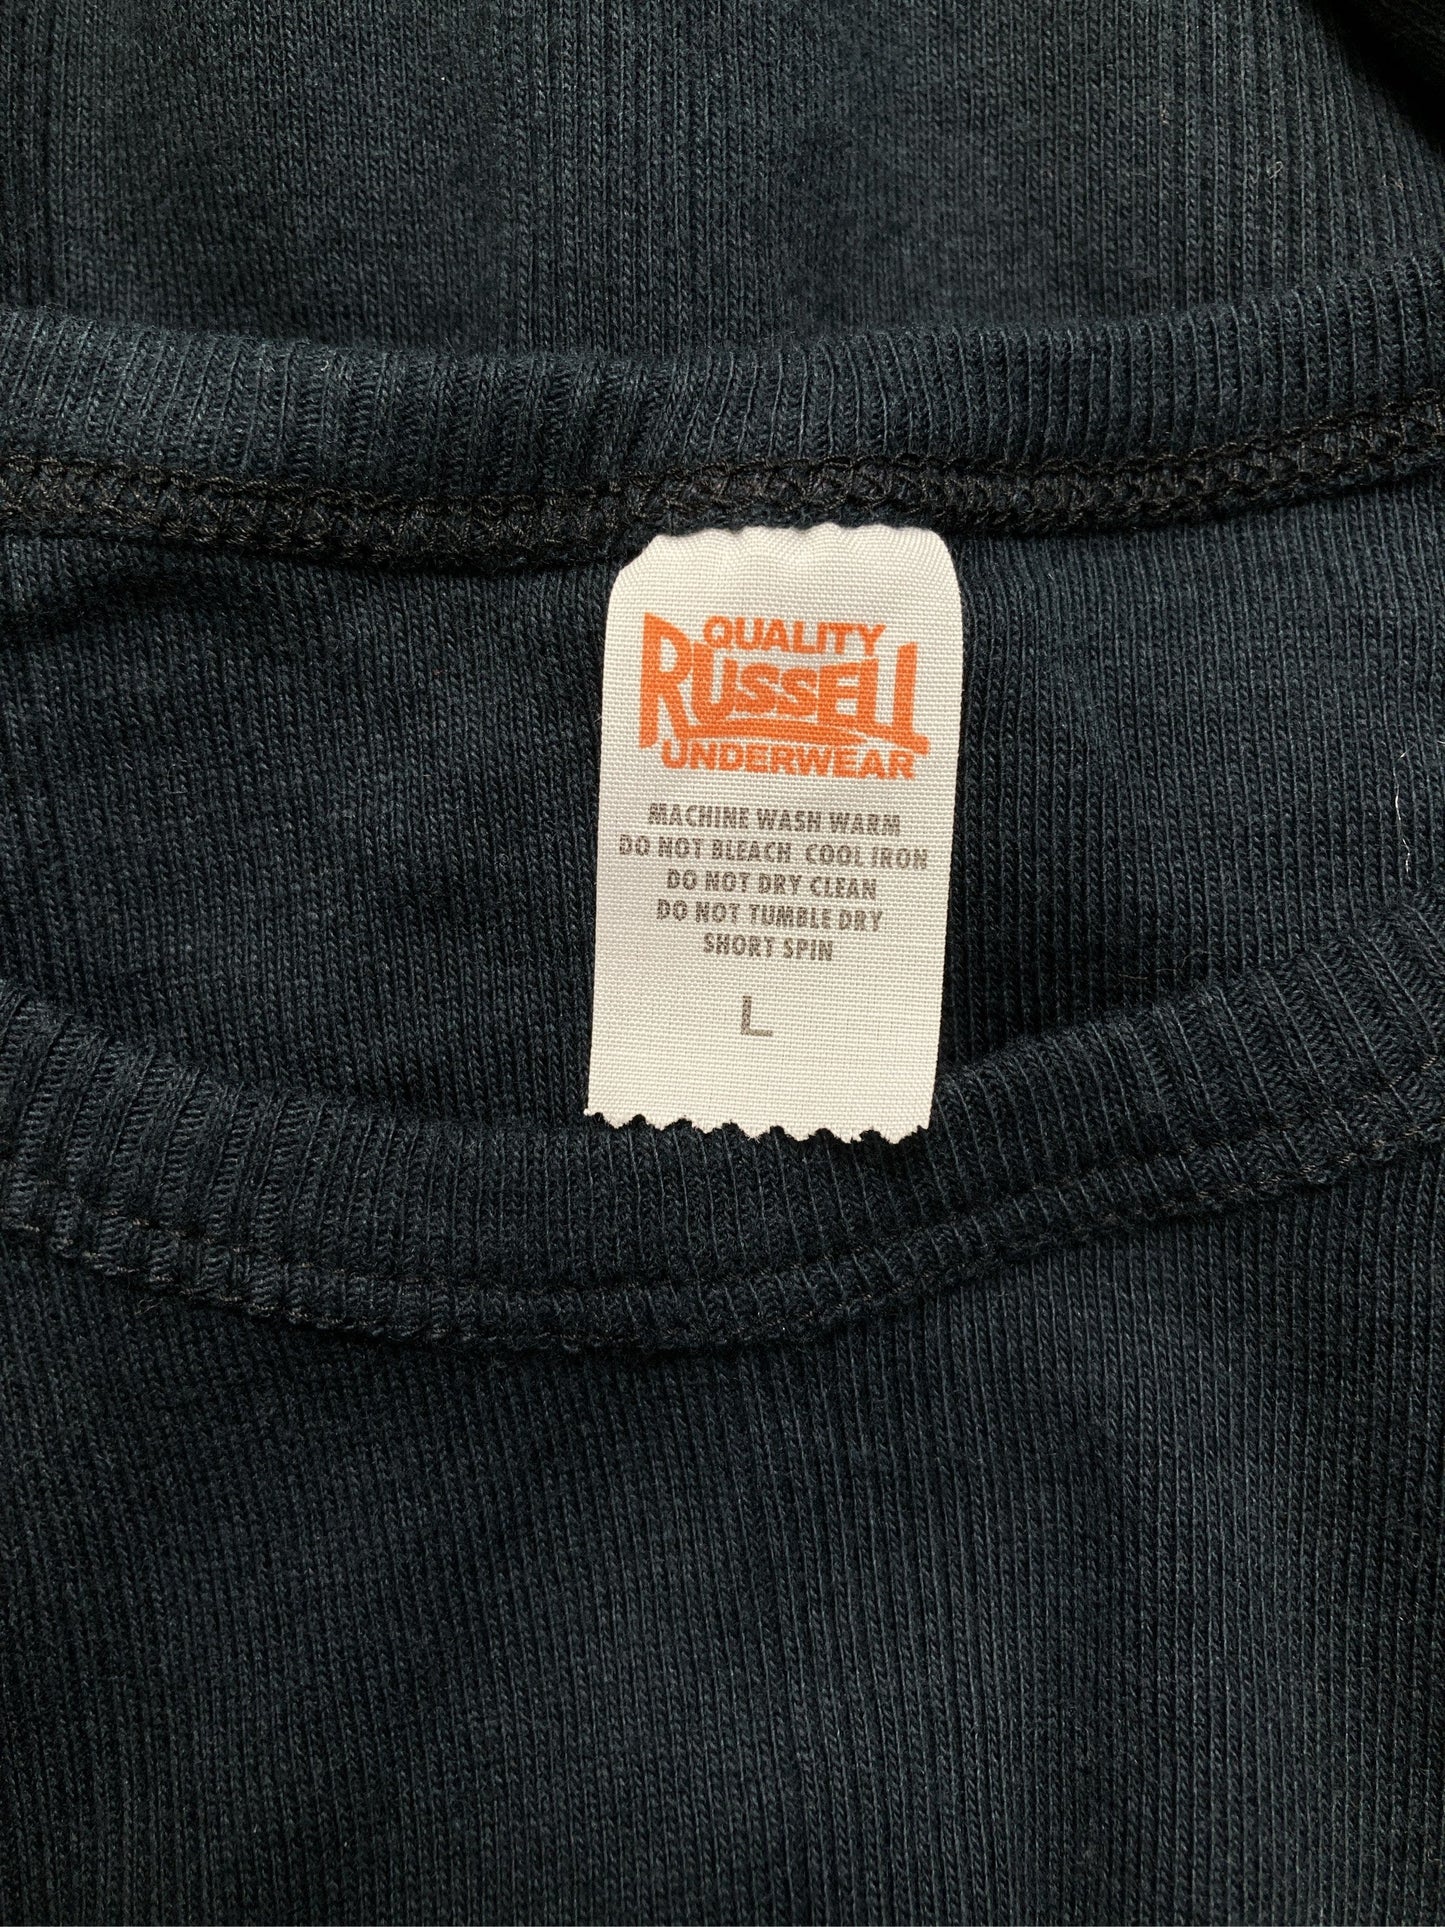 QUALITY
RUSSELL
UNDERWEAR
MACHINE WASH WARM
DO NOT BLEACH COOL IRON
DO NOT DRY CLEAN
DO NOT TUMBLE DRY
SHORT SPIN
L